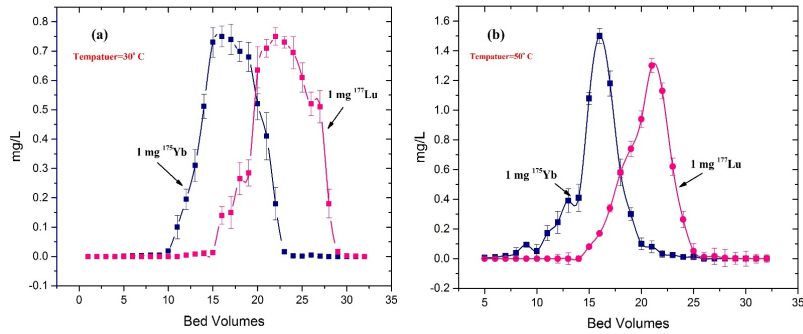 (a)
Tempatuer=30° C
1 mg ¹⁷⁵Yb
1 mg ¹⁷⁷Lu
mg/L
0.8
0.7
0.6
0.5
0.4
0.3
0.2
0.1
0.0
-0.1
0 5 10 15 20 25 30 35
Bed Volumes
(b)
Tempatuer=50° C
1 mg ¹⁷⁵Yb
1 mg ¹⁷⁷Lu
mg/L
1.6
1.4
1.2
1.0
0.8
0.6
0.4
0.2
0.0
-0.2
5 10 15 20 25 30 35
Bed Volumes